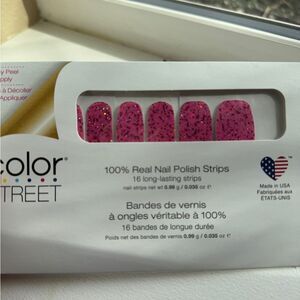 y Peel
pply
à Décoller
Appliquer
color®
TREET
100% Real Nail Polish Strips
16 long-lasting strips
nail strips net wt 0.99 g / 0.035 oz ℮
Made in USA
Fabriquées aux
ÉTATS-UNIS
Bandes de vernis
à ongles véritable à 100%
16 bandes de longue durée
Poids net des bandes de vernis 0.99 g / 0.035 oz ℮